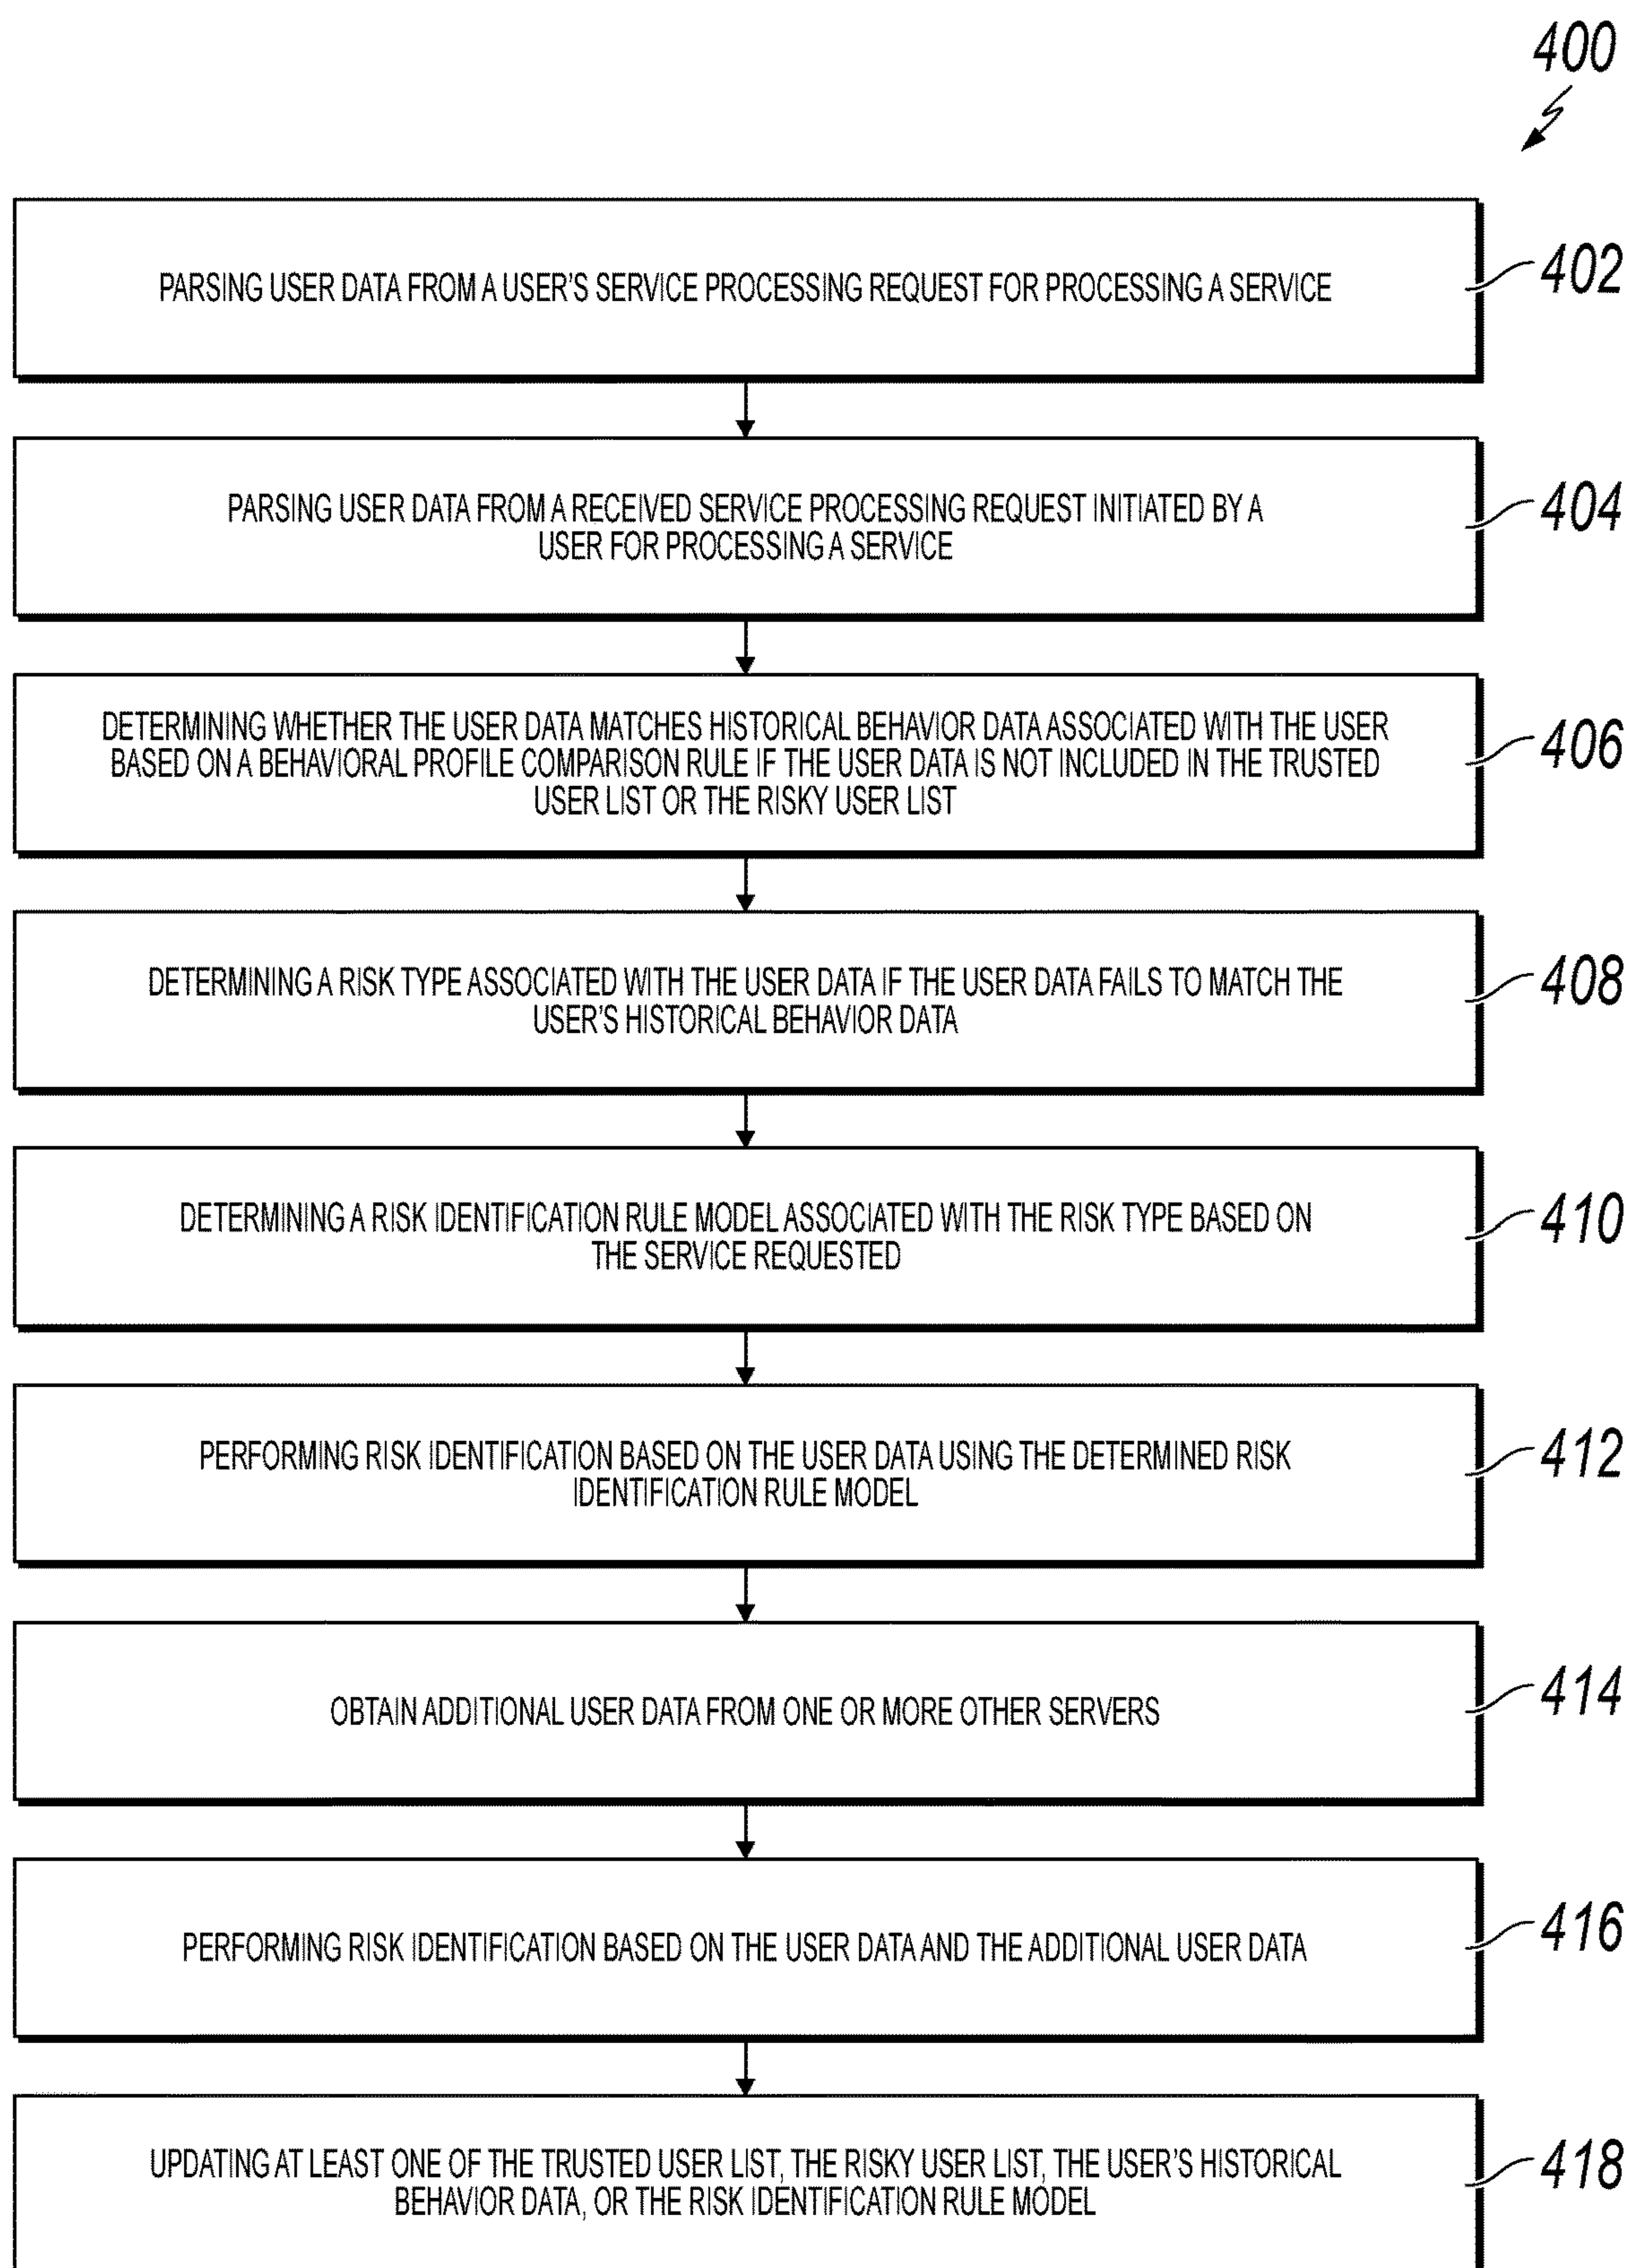 400
PARSING USER DATA FROM A USER'S SERVICE PROCESSING REQUEST FOR PROCESSING A SERVICE
402
PARSING USER DATA FROM A RECEIVED SERVICE PROCESSING REQUEST INITIATED BY A
USER FOR PROCESSING A SERVICE
404
DETERMINING WHETHER THE USER DATA MATCHES HISTORICAL BEHAVIOR DATA ASSOCIATED WITH THE USER
BASED ON A BEHAVIORAL PROFILE COMPARISON RULE IF THE USER DATA IS NOT INCLUDED IN THE TRUSTED
USER LIST OR THE RISKY USER LIST
406
DETERMINING A RISK TYPE ASSOCIATED WITH THE USER DATA IF THE USER DATA FAILS TO MATCH THE
USER'S HISTORICAL BEHAVIOR DATA
408
DETERMINING A RISK IDENTIFICATION RULE MODEL ASSOCIATED WITH THE RISK TYPE BASED ON
THE SERVICE REQUESTED
410
PERFORMING RISK IDENTIFICATION BASED ON THE USER DATA USING THE DETERMINED RISK
IDENTIFICATION RULE MODEL
412
OBTAIN ADDITIONAL USER DATA FROM ONE OR MORE OTHER SERVERS
414
PERFORMING RISK IDENTIFICATION BASED ON THE USER DATA AND THE ADDITIONAL USER DATA
416
UPDATING AT LEAST ONE OF THE TRUSTED USER LIST, THE RISKY USER LIST, THE USER'S HISTORICAL
BEHAVIOR DATA, OR THE RISK IDENTIFICATION RULE MODEL
418